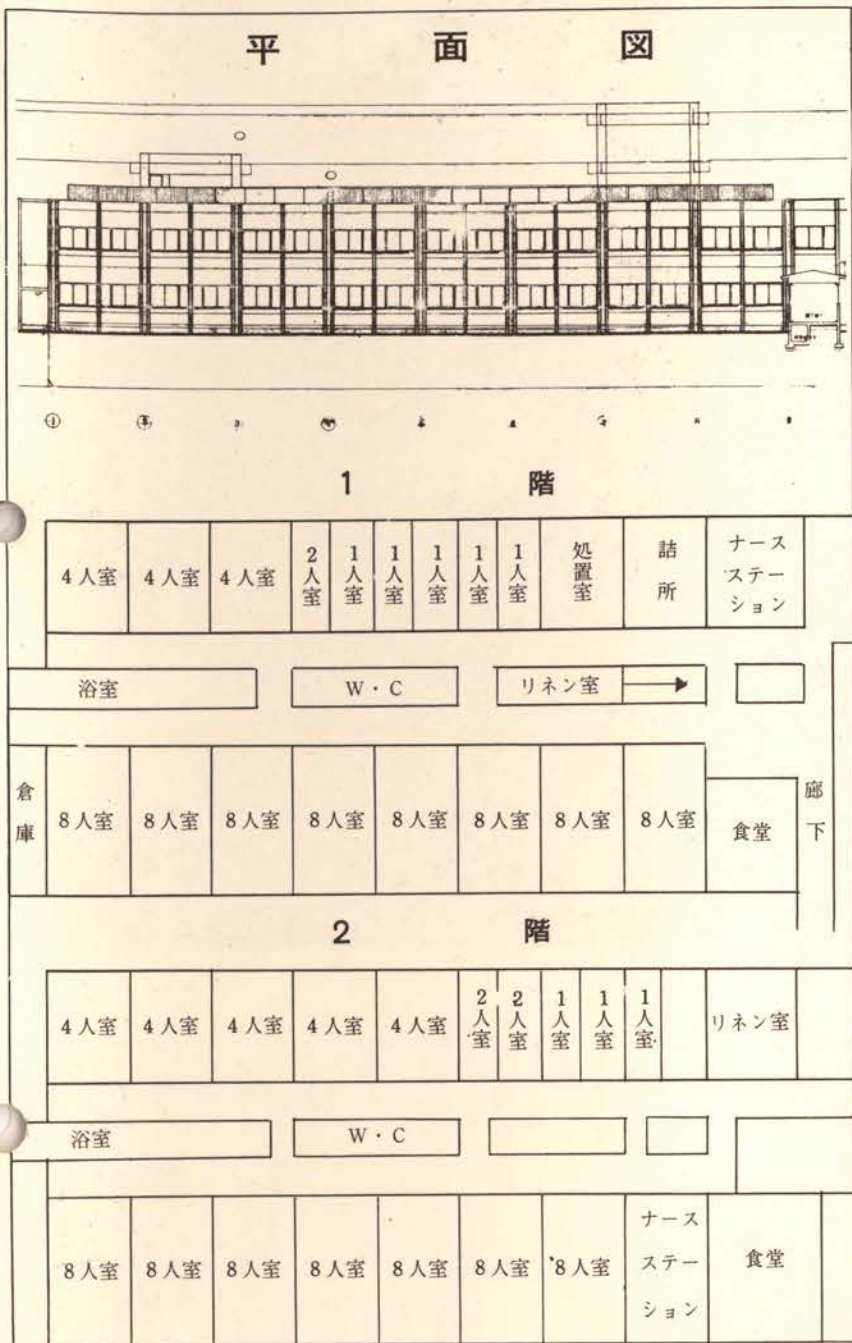 平面図
1階
4人室 4人室 4人室 2人室 1人室 1人室 1人室 1人室 1人室 処置室 詰所 ナースステーション
浴室 W・C リネン室
倉庫 8人室 8人室 8人室 8人室 8人室 8人室 8人室 8人室 食堂 廊下
2階
4人室 4人室 4人室 4人室 4人室 2人室 2人室 1人室 1人室 1人室 リネン室
浴室 W・C
8人室 8人室 8人室 8人室 8人室 8人室 8人室 ナースステーション 食堂